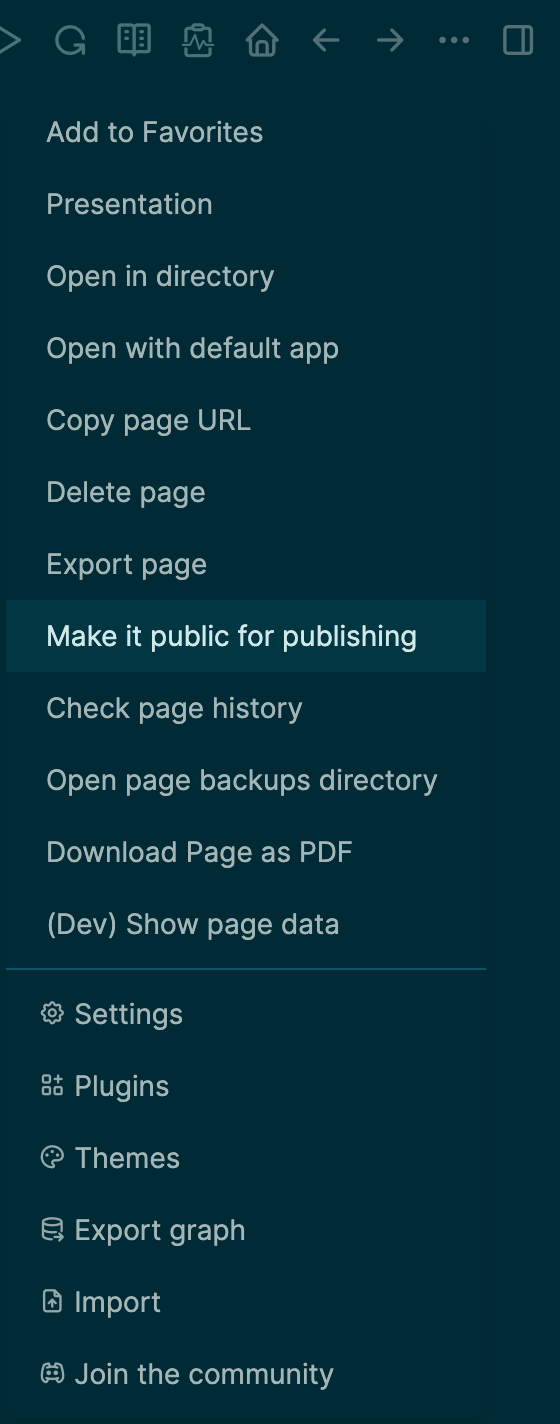 Add to Favorites
Presentation
Open in directory
Open with default app
Copy page URL
Delete page
Export page
Make it public for publishing
Check page history
Open page backups directory
Download Page as PDF
(Dev) Show page data
Settings
Plugins
Themes
Export graph
Import
Join the community